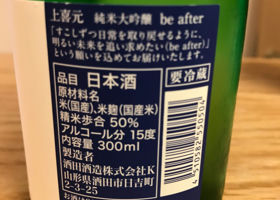 上喜元 純米大吟醸 be after
"すこしずつ日常を取り戻せるように、
明るい未来を追い求めたい(be after)"と
いう願いを込めてお届けいたします。
品目 日本酒
要冷蔵
原材料名
米(国産)、米麹(国産米)
精米歩合 50%
アルコール分 15度
内容量 300ml
製造者
酒田酒造株式会社K
山形県酒田市日吉町
2-3-25
4510582550504